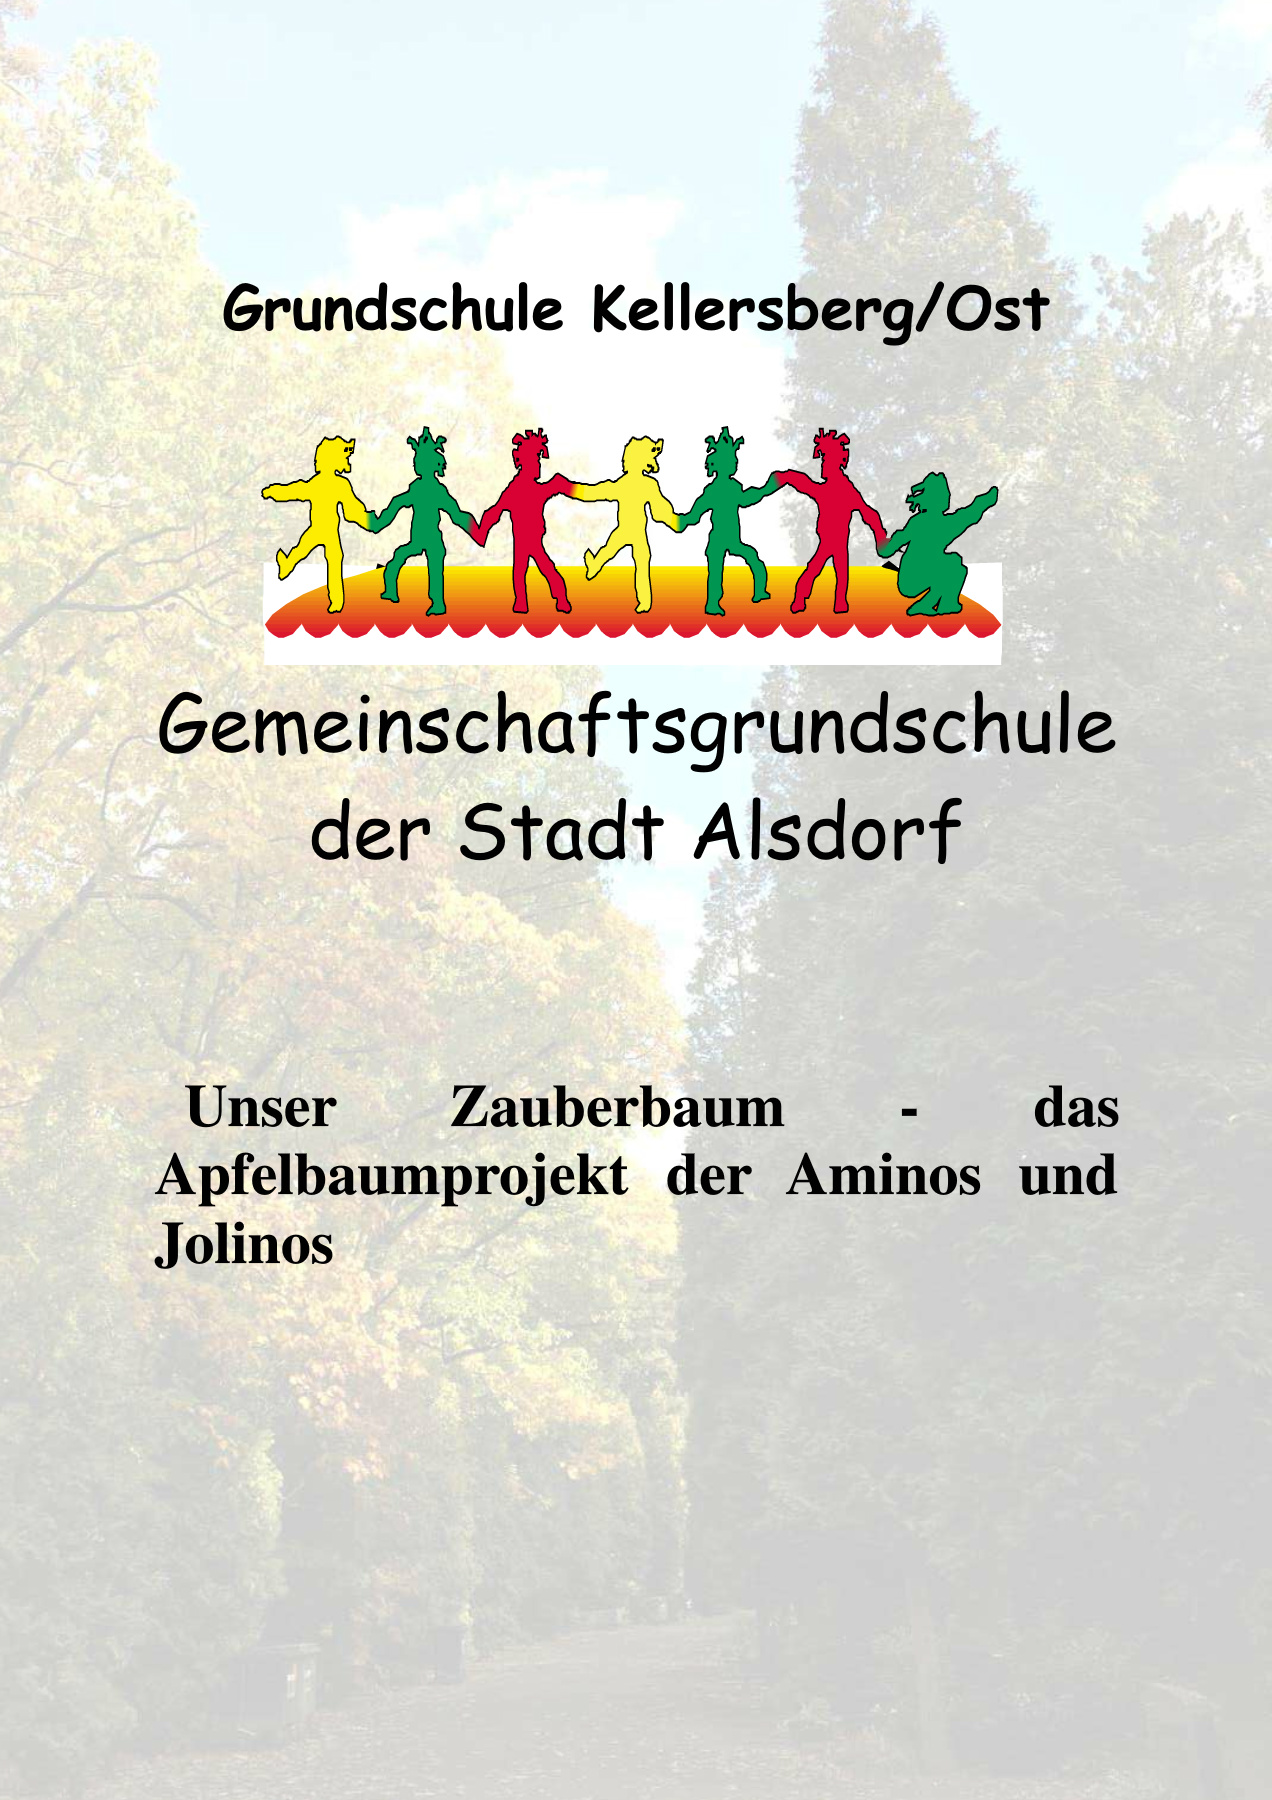 Grundschule Kellersberg/Ost
Gemeinschaftsgrundschule
der Stadt Alsdorf
Unser Zauberbaum - das
Apfelbaumprojekt der Aminos und
Jolinos